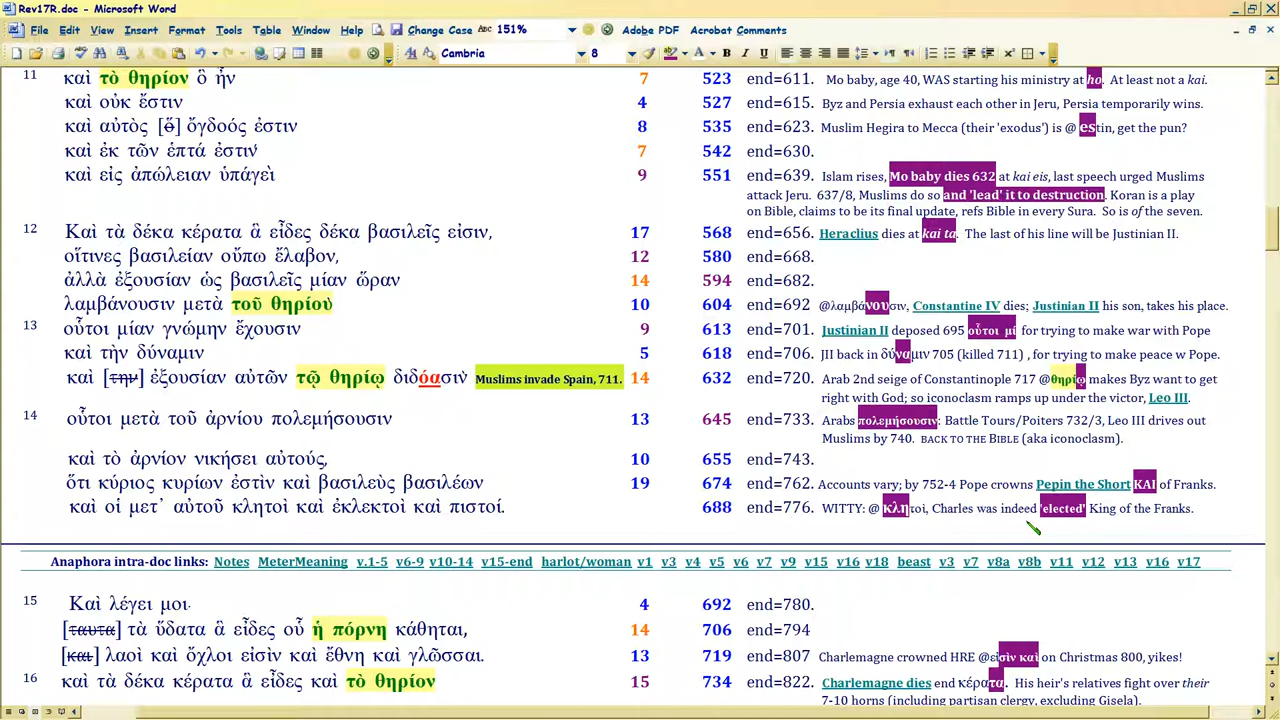 Rev17R.doc - Microsoft Word
File Edit View Insert Format Tools Table Window Help Change Case ABC 151% Adobe PDF Acrobat Comments
Cambria 8 A A B I U
11 καὶ τὸ θηρίον ὃ ἦν 7 523 end=611. Mo baby, age 40, WAS starting his ministry at ho. At least not a kai.
καὶ οὐκ ἔστιν 4 527 end=615. Byz and Persia exhaust each other in Jeru, Persia temporarily wins.
καὶ αὐτὸς [ὅ] ὄγδοός ἐστιν 8 535 end=623. Muslim Hegira to Mecca (their 'exodus') is @ estin, get the pun?
καὶ ἐκ τῶν ἑπτά ἐστιν 7 542 end=630.
καὶ εἰς ἀπώλειαν ὑπάγει 9 551 end=639. Islam rises, Mo baby dies 632 at kai eis, last speech urged Muslims
attack Jeru. 637/8, Muslims do so and 'lead' it to destruction. Koran is a play
on Bible, claims to be its final update, refs Bible in every Sura. So is of the seven.
12 Καὶ τὰ δέκα κέρατα ἃ εἶδες δέκα βασιλεῖς εἰσιν, 17 568 end=656. Heraclius dies at kai ta. The last of his line will be Justinian II.
οἵτινες βασιλείαν οὔπω ἔλαβον, 12 580 end=668.
ἀλλὰ ἐξουσίαν ὡς βασιλεῖς μίαν ὥραν 14 594 end=682.
λαμβάνουσιν μετὰ τοῦ θηρίου 10 604 end=692 @λαμβάνουσιν, Constantine IV dies; Justinian II his son, takes his place.
13 οὗτοι μίαν γνώμην ἔχουσιν 9 613 end=701. Justinian II deposed 695 οὗτοι μί for trying to make war with Pope
καὶ τὴν δύναμιν 5 618 end=706. JII back in δύναμιν 705 (killed 711) , for trying to make peace w Pope.
καὶ [την] ἐξουσίαν αὐτῶν τῷ θηρίῳ διδόασιν Muslims invade Spain, 711. 14 632 end=720. Arab 2nd seige of Constantinople 717 @θηρίῳ makes Byz want to get
right with God; so iconoclasm ramps up under the victor, Leo III.
14 οὗτοι μετὰ τοῦ ἀρνίου πολεμήσουσιν 13 645 end=733. Arabs πολεμήσουσιν: Battle Tours/Poiters 732/3, Leo III drives out
Muslims by 740. BACK TO THE BIBLE (aka iconoclasm).
καὶ τὸ ἀρνίον νικήσει αὐτούς, 10 655 end=743.
ὅτι κύριος κυρίων ἐστὶν καὶ βασιλεὺς βασιλέων 19 674 end=762. Accounts vary; by 752-4 Pope crowns Pepin the Short ΚΑΙ of Franks.
καὶ οἱ μετ᾽ αὐτοῦ κλητοὶ καὶ ἐκλεκτοὶ καὶ πιστοί. 688 end=776. WITTY: @ κλητοὶ, Charles was indeed 'elected' King of the Franks.
Anaphora intra-doc links: Notes MeterMeaning v.1-5 v6-9 v10-14 v15-end harlot/woman v1 v3 v4 v5 v6 v7 v9 v15 v16 v18 beast v3 v7 v8a v8b v11 v12 v13 v16 v17
15 Καὶ λέγει μοι· 4 692 end=780.
[ταυτα] τὰ ὕδατα ἃ εἶδες οὗ ἡ πόρνη κάθηται, 14 706 end=794
[και] λαοὶ καὶ ὄχλοι εἰσὶν καὶ ἔθνη καὶ γλῶσσαι. 13 719 end=807 Charlemagne crowned HRE @εἰσὶν καὶ on Christmas 800, yikes!
16 καὶ τὰ δέκα κέρατα ἃ εἶδες καὶ τὸ θηρίον 15 734 end=822. Charlemagne dies end κέρατα. His heir's relatives fight over their
7-10 horns (including partisan clergy, excluding Gisela).